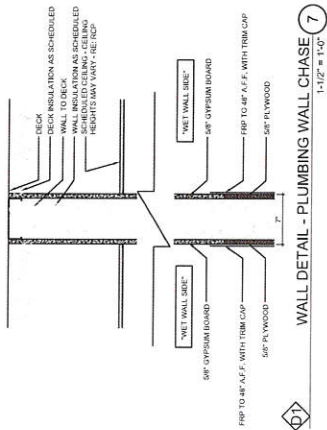 DECK
DECK INSULATION AS SCHEDULED
WALL TO DECK
WALL INSULATION AS SCHEDULED
SCHEDULED CEILING - CEILING
HEIGHTS MAY VARY - RE: RCP
"WET WALL SIDE"
"WET WALL SIDE"
5/8" GYPSUM BOARD
5/8" GYPSUM BOARD
FRP TO 48" A.F.F. WITH TRIM CAP
FRP TO 48" A.F.F. WITH TRIM CAP
5/8" PLYWOOD
5/8" PLYWOOD
7"
D1
WALL DETAIL - PLUMBING WALL CHASE
7
1-1/2" = 1'-0"